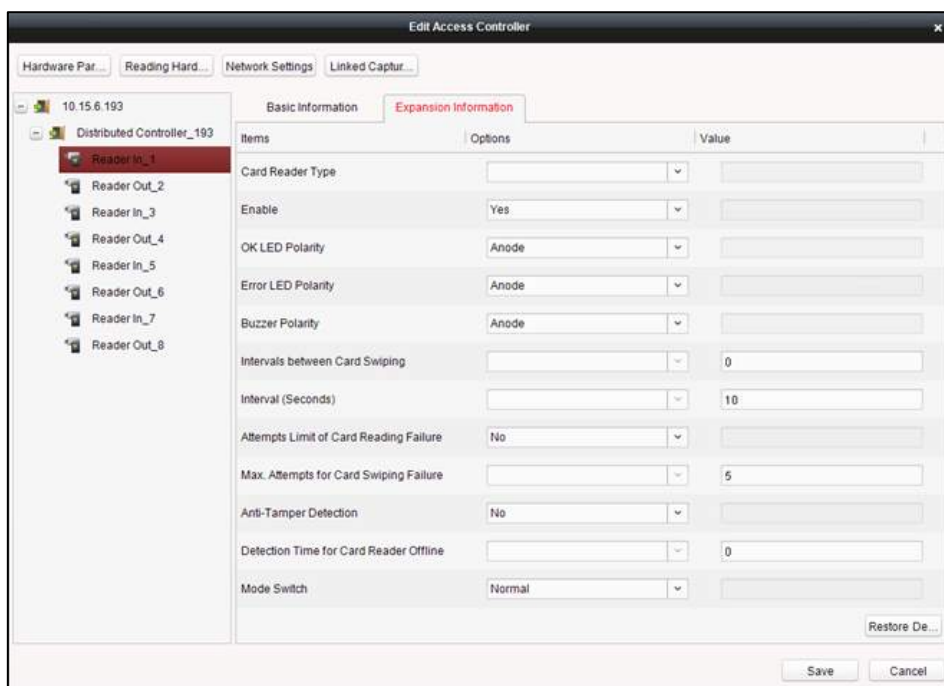 Edit Access Controller
Hardware Par... Reading Hard... Network Settings Linked Captur...
10.15.6.193
Distributed Controller_193
Reader In_1
Reader Out_2
Reader In_3
Reader Out_4
Reader In_5
Reader Out_6
Reader In_7
Reader Out_8
Basic Information Expansion Information
Items Options Value
Card Reader Type
Enable Yes
OK LED Polarity Anode
Error LED Polarity Anode
Buzzer Polarity Anode
Intervals between Card Swiping 0
Interval (Seconds) 10
Attempts Limit of Card Reading Failure No
Max. Attempts for Card Swiping Failure 5
Anti-Tamper Detection No
Detection Time for Card Reader Offline 0
Mode Switch Normal
Restore De...
Save Cancel